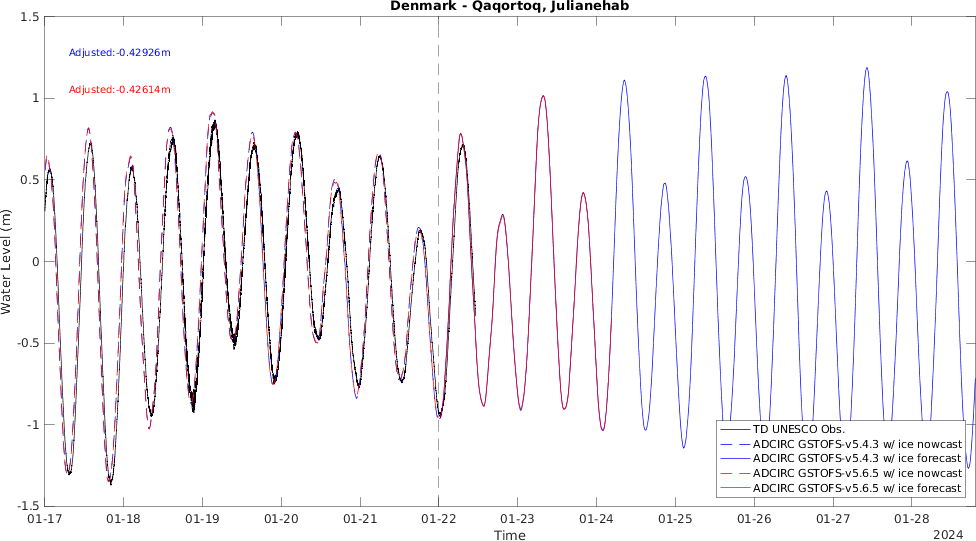 Denmark - Qaqortoq, Julianehab
1.5
Adjusted:-0.42926m
Adjusted:-0.42614m
1
0.5
0
-0.5
-1
-1.5
Water Level (m)
TD UNESCO Obs.
ADCIRC GSTOFS-v5.4.3 w/ ice nowcast
ADCIRC GSTOFS-v5.4.3 w/ ice forecast
ADCIRC GSTOFS-v5.6.5 w/ ice nowcast
ADCIRC GSTOFS-v5.6.5 w/ ice forecast
01-17 01-18 01-19 01-20 01-21 01-22 01-23 01-24 01-25 01-26 01-27 01-28
Time
2024